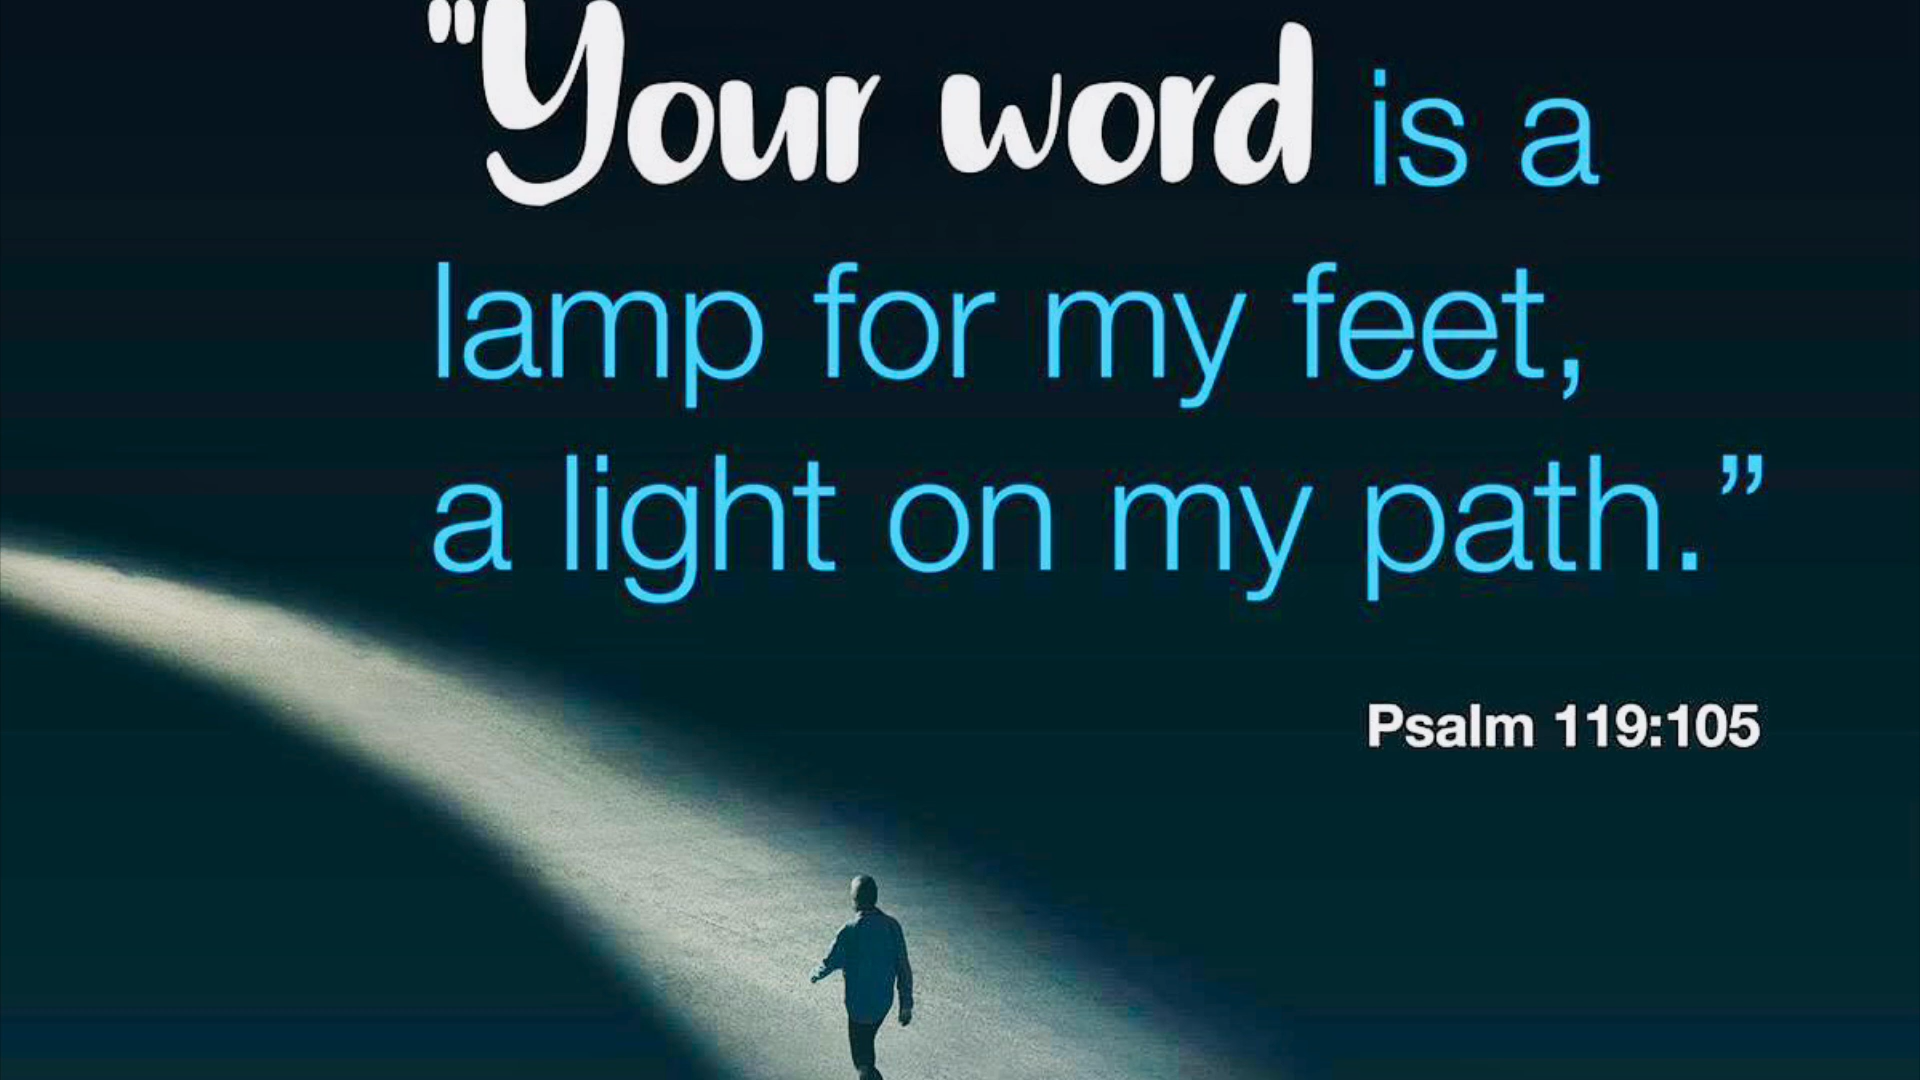 "Your word is a
lamp for my feet,
a light on my path.”
Psalm 119:105